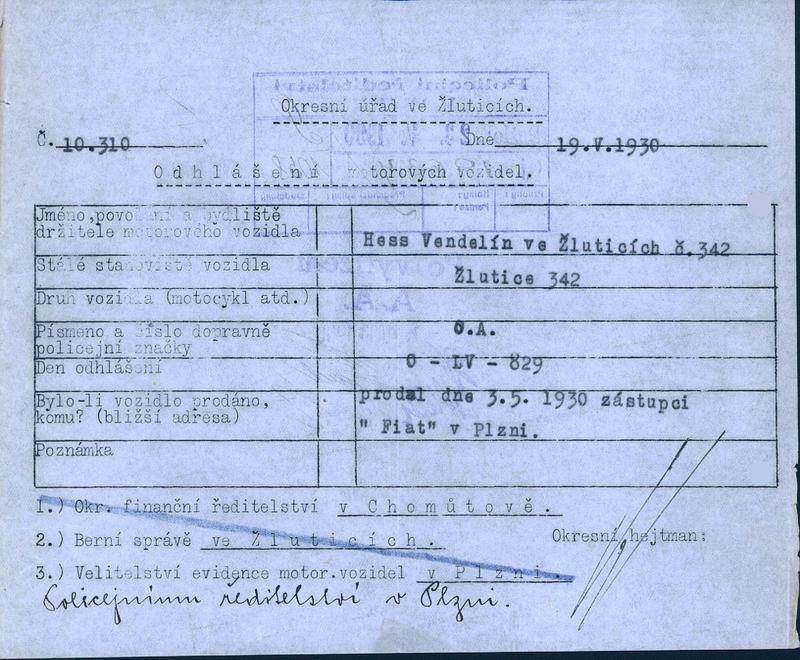 Okresní úřad ve Žluticích.
Č. 10.310 Dne 19.V.1930
Odhlášení motorových vozidel.
Jméno, povolání a bydliště
držitele motorového vozidla
Hess Vendelín ve Žluticích č.342
Stálé stanoviště vozidla
Žlutice 342
Druh vozidla (motocykl atd.)
Písmeno a číslo dopravně
policejní značky
O.A.
Den odhlášení
O - LV - 829
Bylo-li vozidlo prodáno,
komu? (bližší adresa)
prodal dne 3.5. 1930 zástupci
" Fiat" v Plzni.
Poznámka
1.) Okr. finanční ředitelství v Chomůtově.
2.) Berní správě ve Žluticích.
Okresní hejtman:
3.) Velitelství evidence motor.vozidel v Plzni.
Policejnímu ředitelství v Plzni.